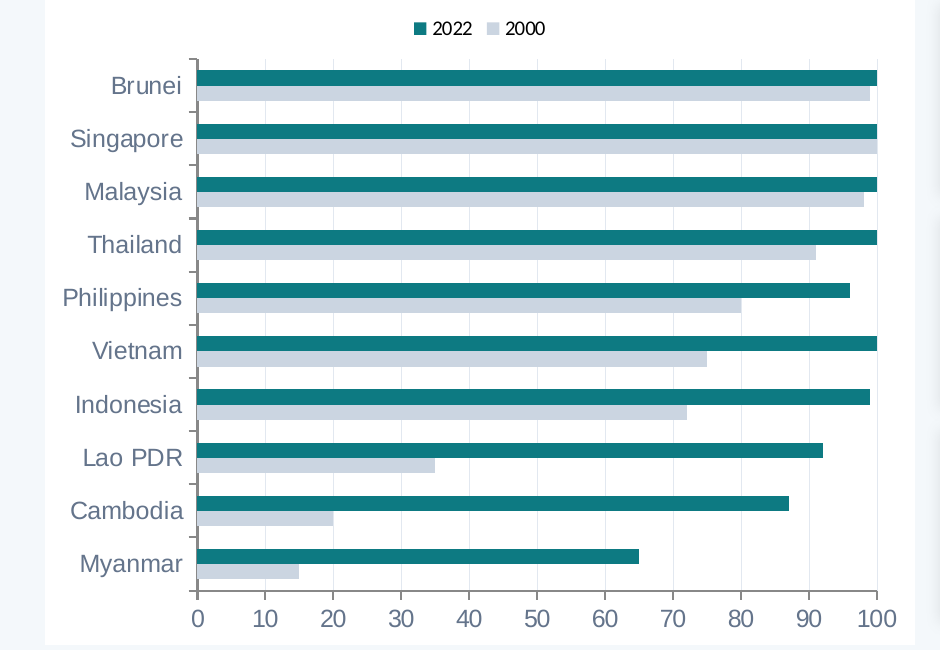 2022 2000
Brunei
Singapore
Malaysia
Thailand
Philippines
Vietnam
Indonesia
Lao PDR
Cambodia
Myanmar
0 10 20 30 40 50 60 70 80 90 100